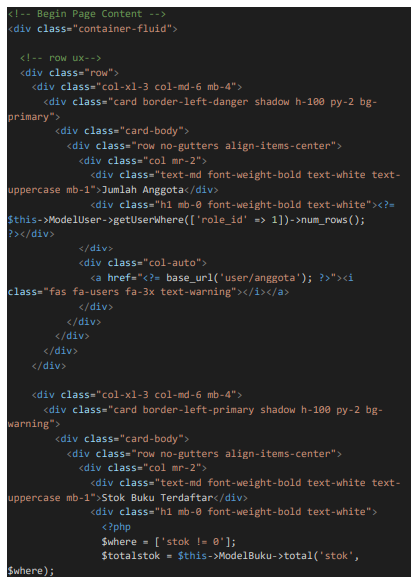 <!-- Begin Page Content -->
<div class="container-fluid">
<!-- row ux-->
<div class="row">
<div class="col-xl-3 col-md-6 mb-4">
<div class="card border-left-danger shadow h-100 py-2 bg-
primary">
<div class="card-body">
<div class="row no-gutters align-items-center">
<div class="col mr-2">
<div class="text-md font-weight-bold text-white text-
uppercase mb-1">Jumlah Anggota</div>
<div class="h1 mb-0 font-weight-bold text-white"><?=
$this->ModelUser->getUserWhere(['role_id' => 1])->num_rows();
?></div>
</div>
<div class="col-auto">
<a href="<?= base_url('user/anggota'); ?>"><i
class="fas fa-users fa-3x text-warning"></i></a>
</div>
</div>
</div>
</div>
</div>
<div class="col-xl-3 col-md-6 mb-4">
<div class="card border-left-primary shadow h-100 py-2 bg-
warning">
<div class="card-body">
<div class="row no-gutters align-items-center">
<div class="col mr-2">
<div class="text-md font-weight-bold text-white text-
uppercase mb-1">Stok Buku Terdaftar</div>
<div class="h1 mb-0 font-weight-bold text-white">
<?php
$where = ['stok != 0'];
$totalstok = $this->ModelBuku->total('stok',
$where);